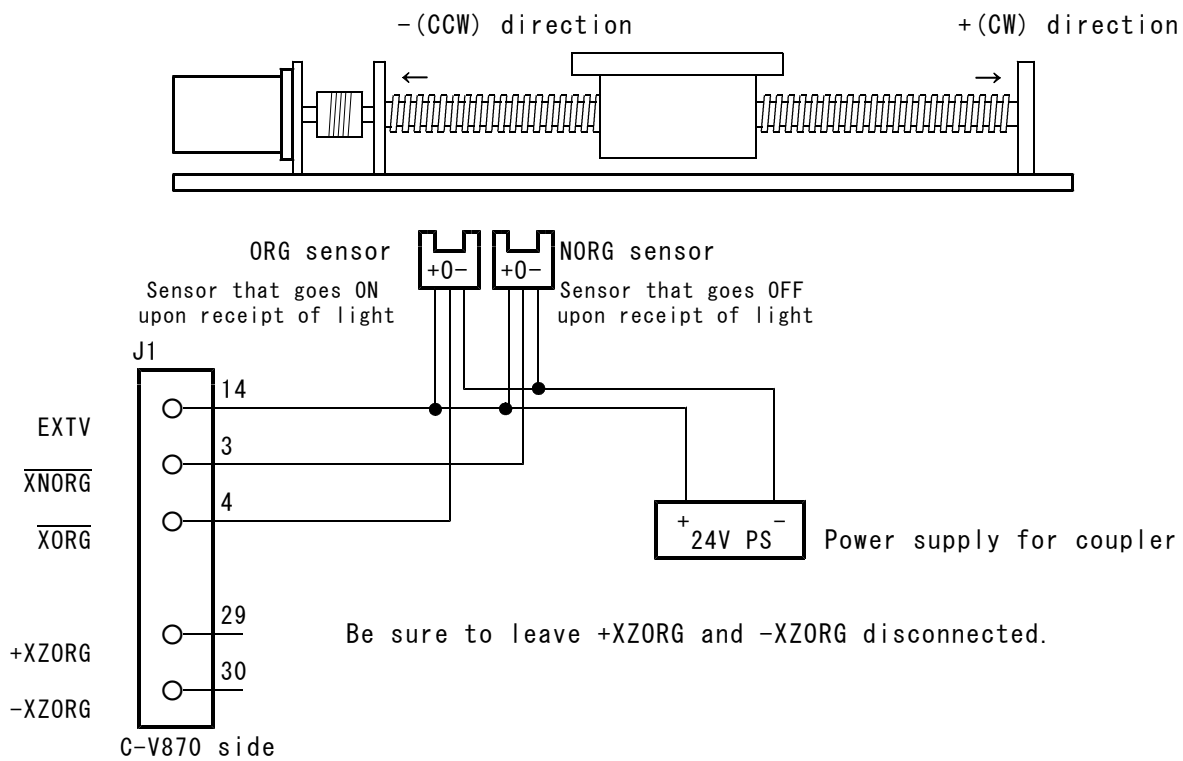 -(CCW) direction
+(CW) direction
ORG sensor
NORG sensor
+O-
+O-
Sensor that goes ON
upon receipt of light
Sensor that goes OFF
upon receipt of light
J1
14
EXTV
3
X̅N̅O̅R̅G̅
4
X̅O̅R̅G̅
+ -
24V PS
Power supply for coupler
29
+XZORG
Be sure to leave +XZORG and -XZORG disconnected.
30
-XZORG
C-V870 side